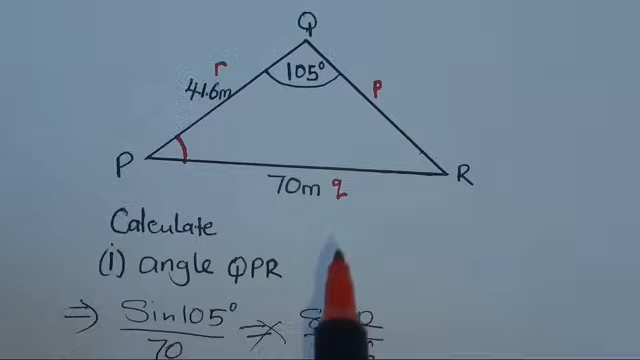 Q
r
105°
41.6m
p
P
R
70m q
Calculate
(i) angle QPR
⇒ Sin105°
70